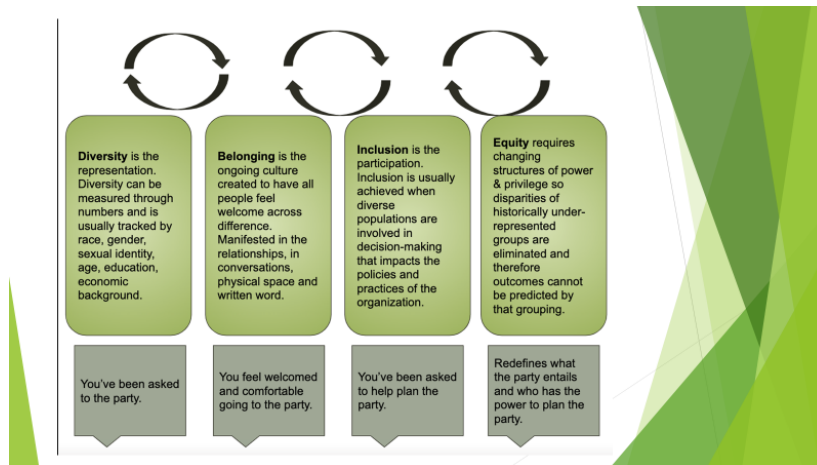 Diversity is the
representation.
Diversity can be
measured through
numbers and is
usually tracked by
race, gender,
sexual identity,
age, education,
economic
background.
Belonging is the
ongoing culture
created to have all
people feel
welcome across
difference.
Manifested in the
relationships, in
conversations,
physical space and
written word.
Inclusion is the
participation.
Inclusion is usually
achieved when
diverse
populations are
involved in
decision-making
that impacts the
policies and
practices of the
organization.
Equity requires
changing
structures of power
& privilege so
disparities of
historically under-
represented
groups are
eliminated and
therefore
outcomes cannot
be predicted by
that grouping.
You've been asked
to the party.
You feel welcomed
and comfortable
going to the party.
You've been asked
to help plan the
party.
Redefines what
the party entails
and who has the
power to plan the
party.